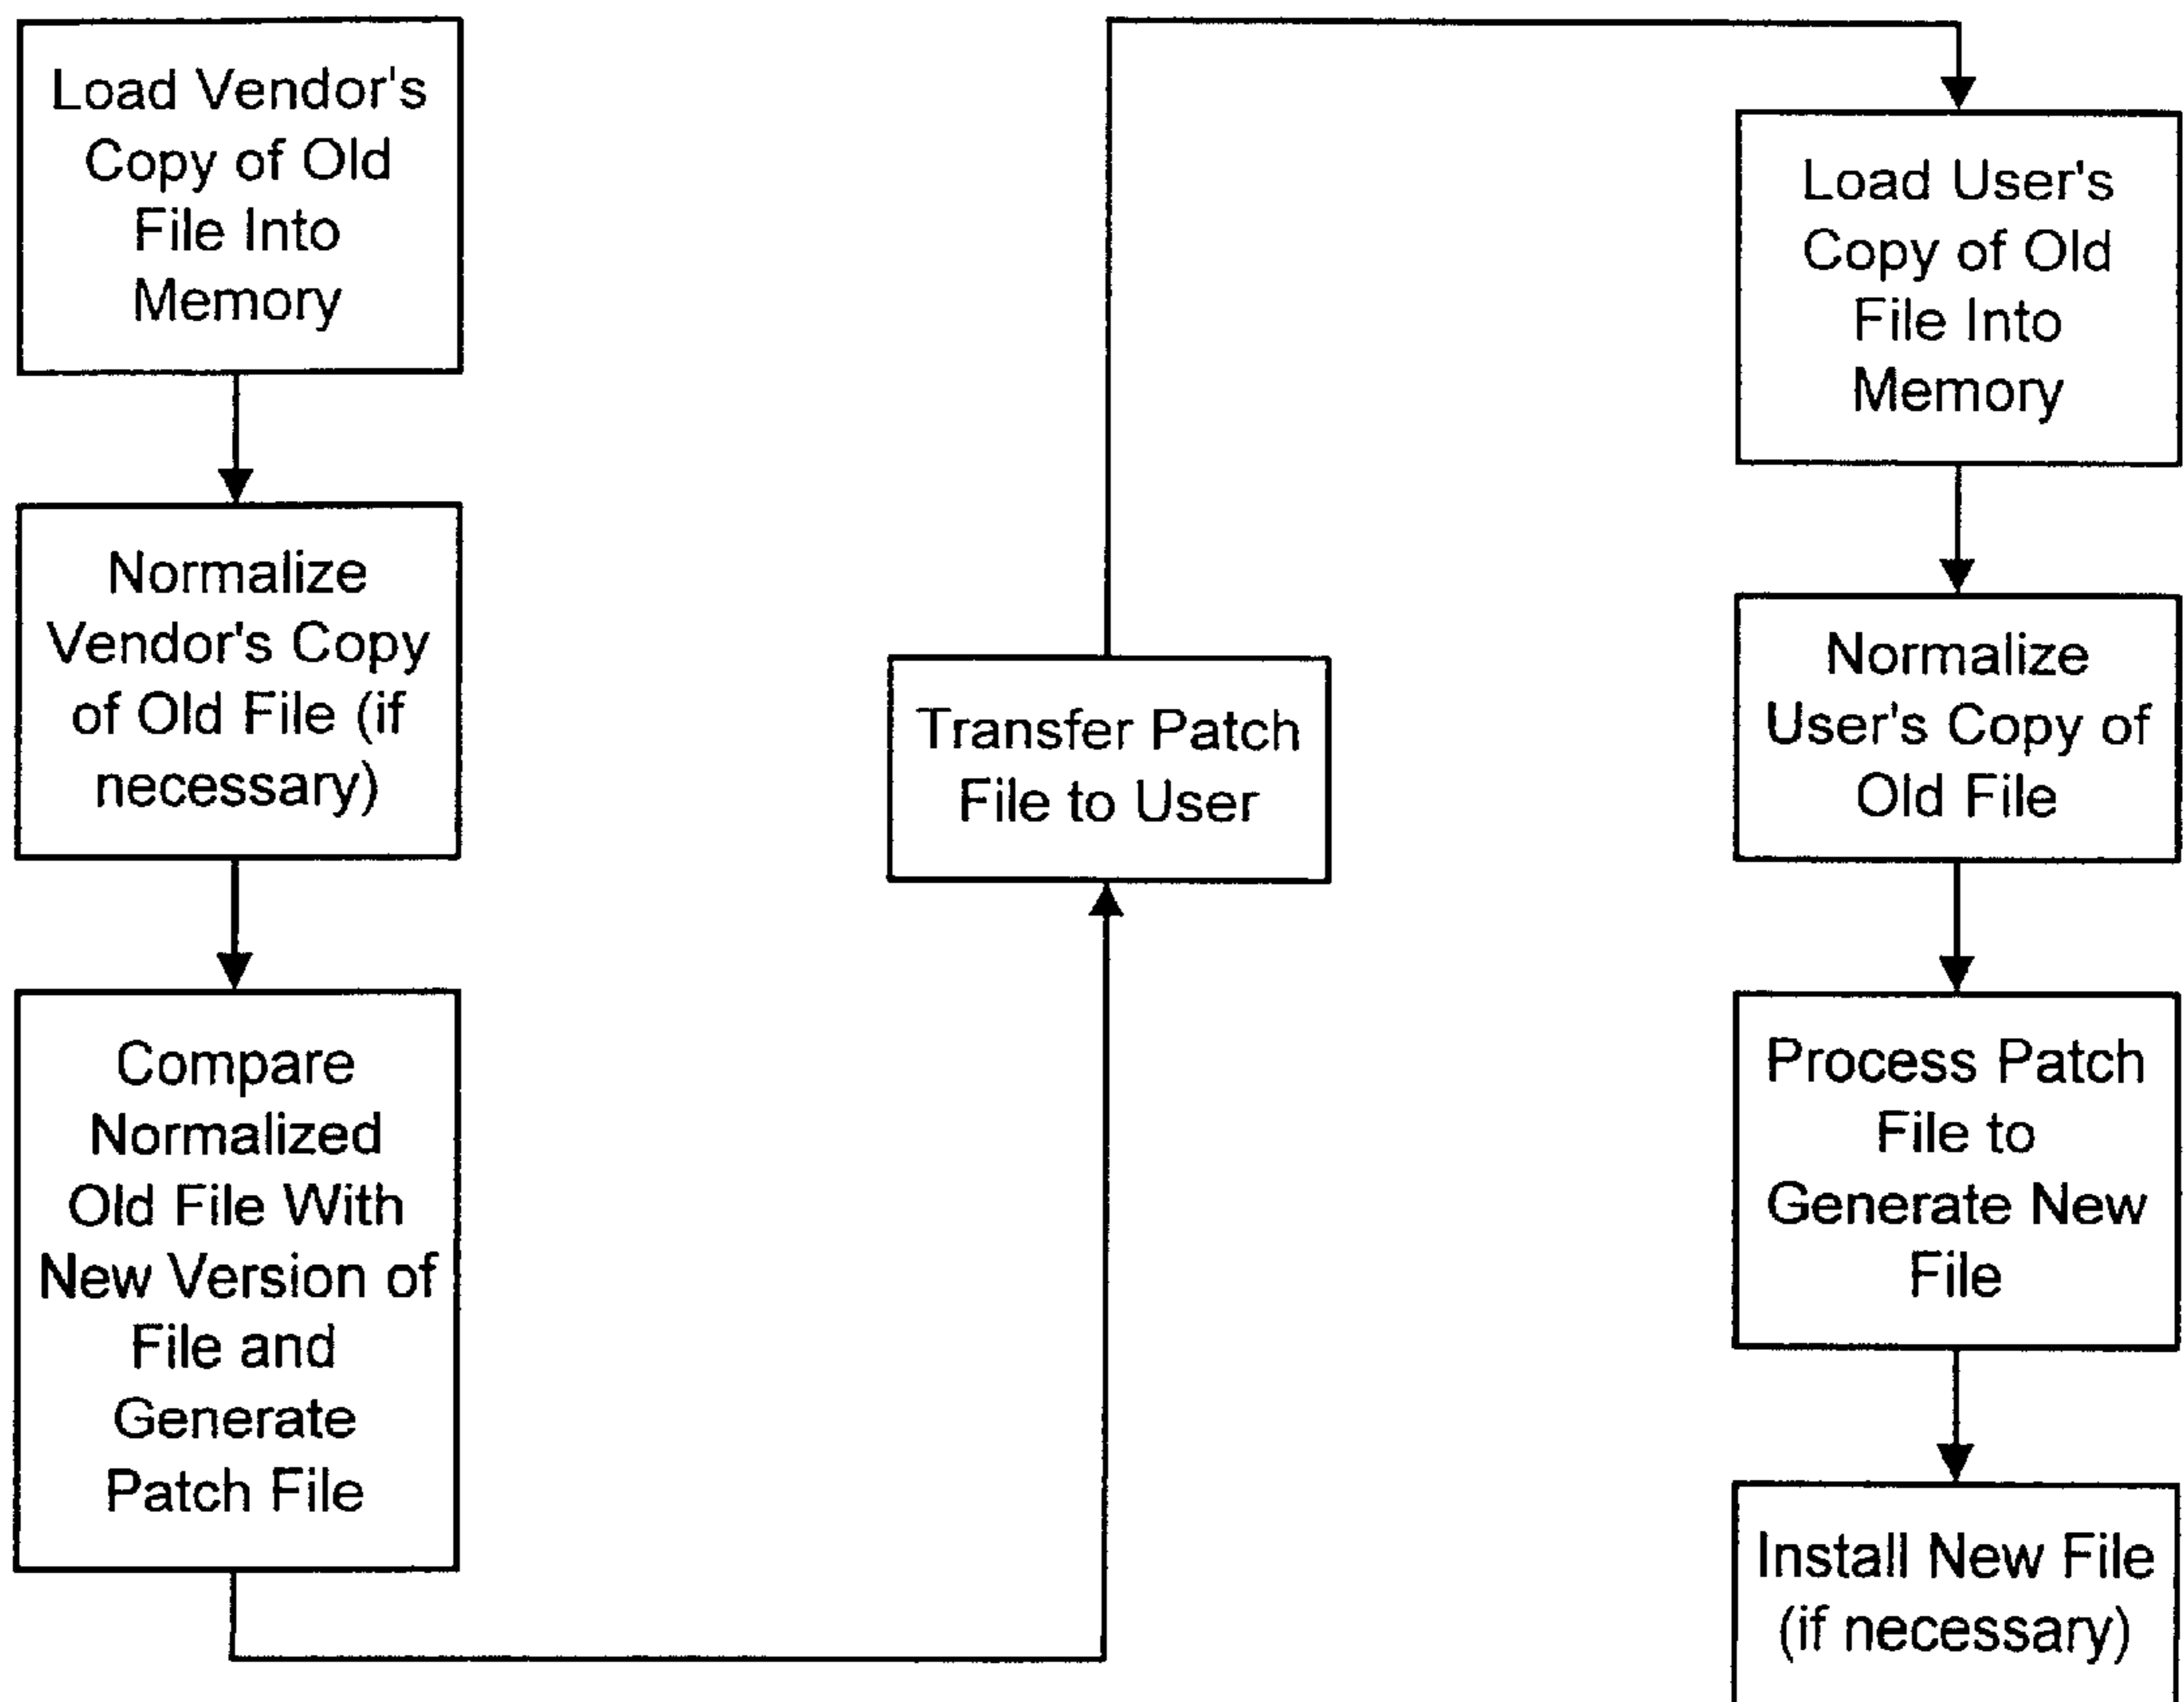 Load Vendor's
Copy of Old
File Into
Memory
Normalize
Vendor's Copy
of Old File (if
necessary)
Compare
Normalized
Old File With
New Version of
File and
Generate
Patch File
Transfer Patch
File to User
Load User's
Copy of Old
File Into
Memory
Normalize
User's Copy of
Old File
Process Patch
File to
Generate New
File
Install New File
(if necessary)